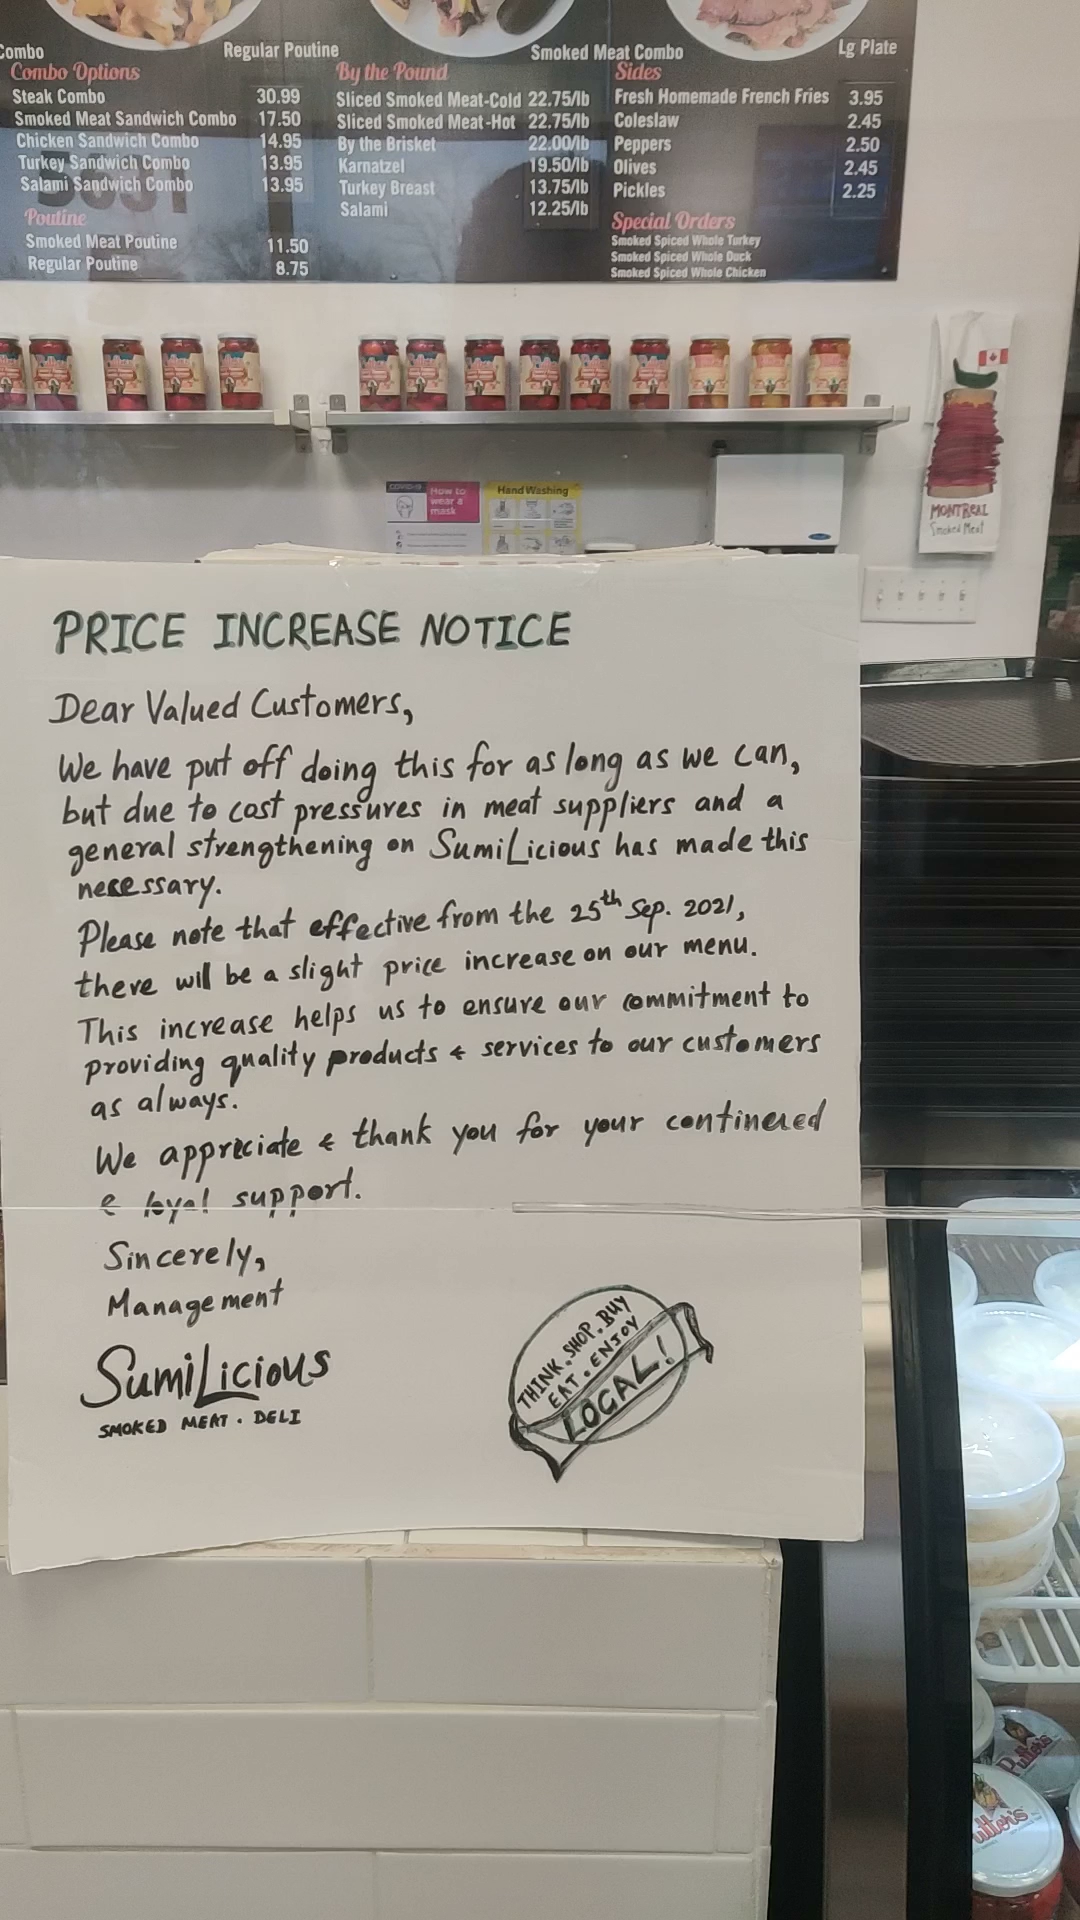 Combo
Regular Poutine
Smoked Meat Combo
Lg Plate
Combo Options
Steak Combo 30.99
Smoked Meat Sandwich Combo 17.50
Chicken Sandwich Combo 14.95
Turkey Sandwich Combo 13.95
Salami Sandwich Combo 13.95
Poutine
Smoked Meat Poutine 11.50
Regular Poutine 8.75
By the Pound
Sliced Smoked Meat-Cold 22.75/lb
Sliced Smoked Meat-Hot 22.75/lb
By the Brisket 22.00/lb
Karnatzel 19.50/lb
Turkey Breast 13.75/lb
Salami 12.25/lb
Sides
Fresh Homemade French Fries 3.95
Coleslaw 2.45
Peppers 2.50
Olives 2.45
Pickles 2.25
Special Orders
Smoked Spiced Whole Turkey
Smoked Spiced Whole Duck
Smoked Spiced Whole Chicken
COVID-19
How to
wear a
mask
Hand Washing
MONTREAL
Smoked Meat
PRICE INCREASE NOTICE
Dear Valued Customers,
We have put off doing this for as long as we can,
but due to cost pressures in meat suppliers and a
general strengthening on SumiLicious has made this
necessary.
Please note that effective from the 25th Sep. 2021,
there will be a slight price increase on our menu.
This increase helps us to ensure our commitment to
providing quality products & services to our customers
as always.
We appriciate & thank you for your continered
& loyal support.
Sincerely,
Management
SumiLicious
SMOKED MEAT . DELI
THINK . SHOP . BUY
EAT . ENJOY
LOCAL!
Putter's
Putter's